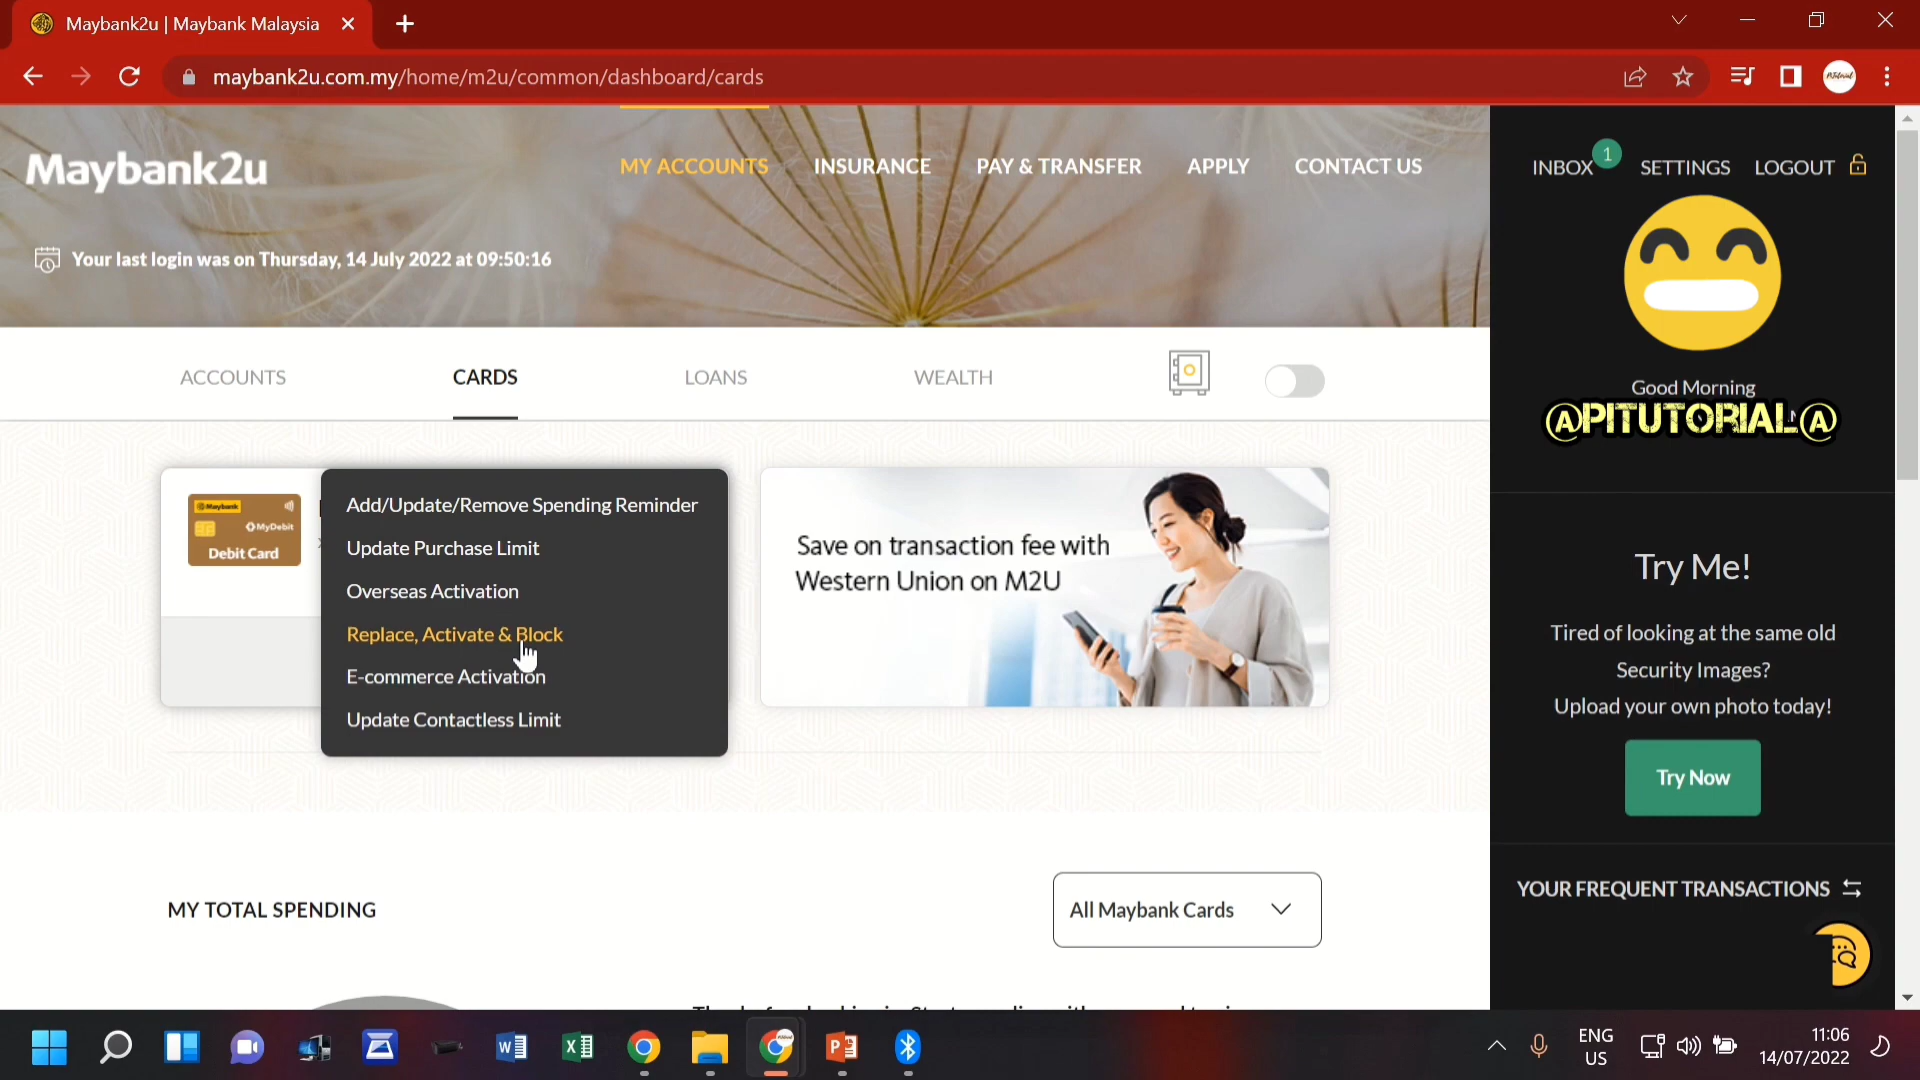 Maybank2u | Maybank Malaysia
maybank2u.com.my/home/m2u/common/dashboard/cards
Maybank2u
MY ACCOUNTS
INSURANCE
PAY & TRANSFER
APPLY
CONTACT US
INBOX 1
SETTINGS
LOGOUT
Your last login was on Thursday, 14 July 2022 at 09:50:16
ACCOUNTS
CARDS
LOANS
WEALTH
Good Morning
@PITUTORIAL@
Maybank
MyDebit
Debit Card
Add/Update/Remove Spending Reminder
Update Purchase Limit
Overseas Activation
Replace, Activate & Block
E-commerce Activation
Update Contactless Limit
Save on transaction fee with
Western Union on M2U
Try Me!
Tired of looking at the same old
Security Images?
Upload your own photo today!
Try Now
MY TOTAL SPENDING
All Maybank Cards
YOUR FREQUENT TRANSACTIONS
ENG
US
11:06
14/07/2022